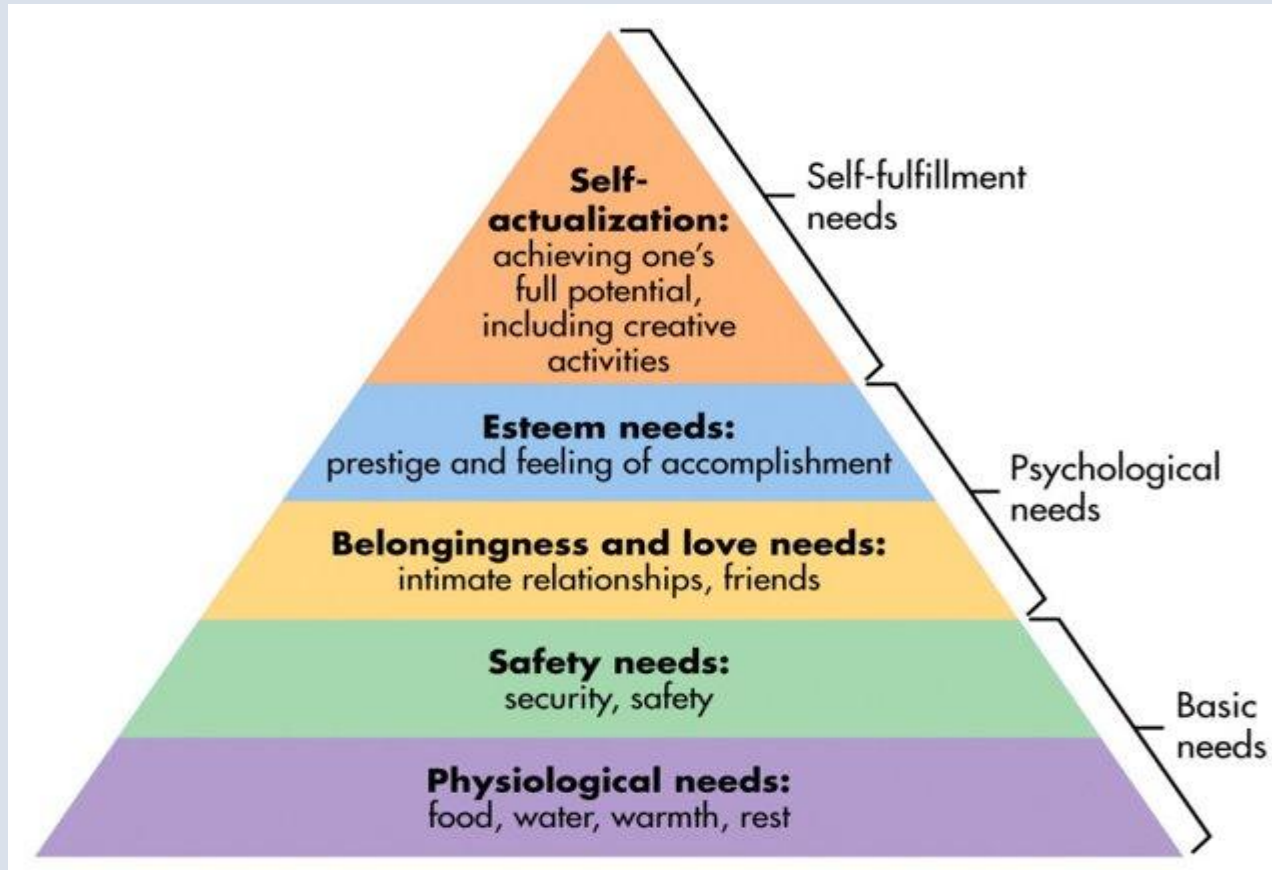 Self-
actualization:
achieving one's
full potential,
including creative
activities
Self-fulfillment
needs
Esteem needs:
prestige and feeling of accomplishment
Psychological
needs
Belongingness and love needs:
intimate relationships, friends
Safety needs:
security, safety
Basic
needs
Physiological needs:
food, water, warmth, rest